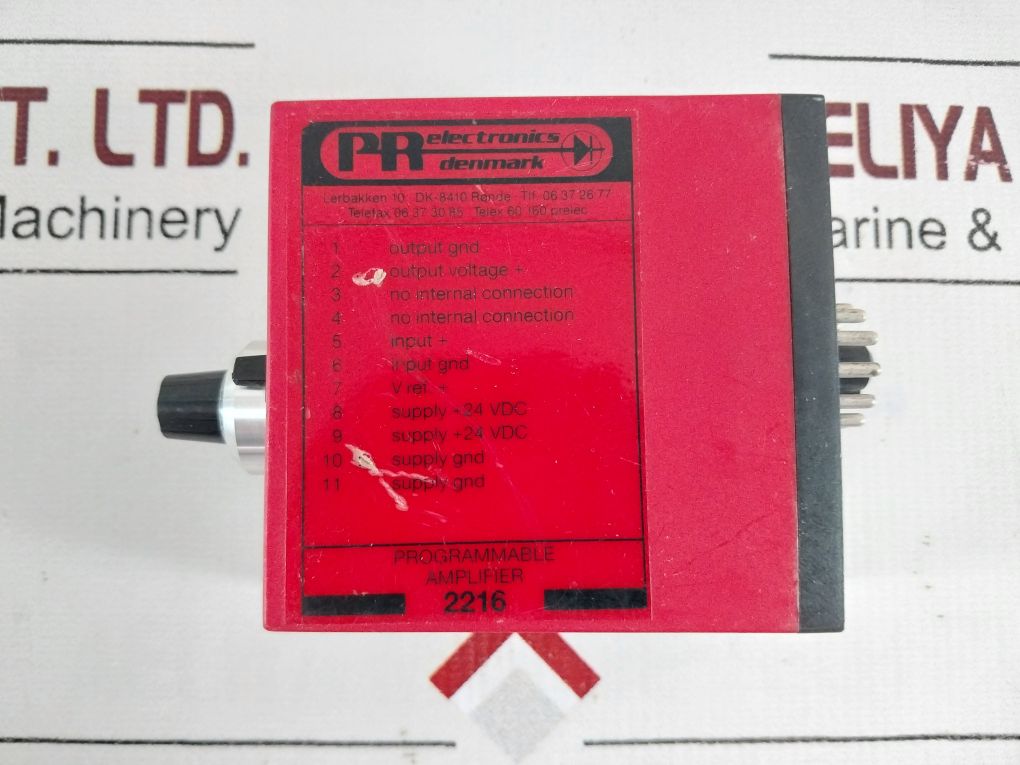 T. LTD.
Machinery
ELIYA
arine &
PR electronics
denmark
Lerbakken 10 DK-8410 Rønde Tlf. 06 37 26 77
Telefax 06 37 30 85 Telex 60 160 prelec
1 output gnd
2 output voltage +
3 no internal connection
4 no internal connection
5 input +
6 input gnd
7 V ref. +
8 supply +24 VDC
9 supply +24 VDC
10 supply gnd
11 supply gnd
PROGRAMMABLE
AMPLIFIER
2216